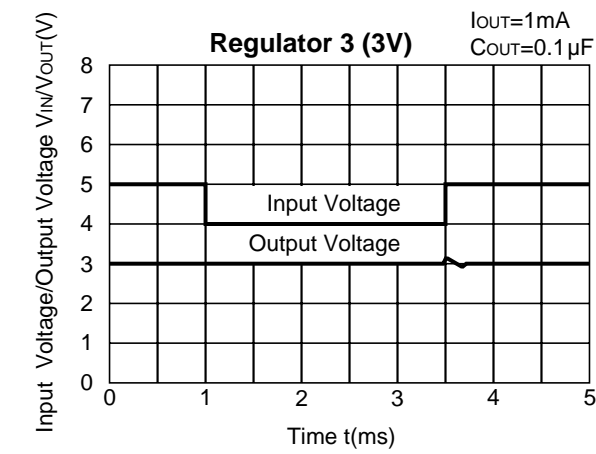 IOUT=1mA
Regulator 3 (3V)
COUT=0.1µF
Input Voltage/Output Voltage VIN/VOUT(V)
8
7
6
5
4
3
2
1
0
Input Voltage
Output Voltage
0 1 2 3 4 5
Time t(ms)